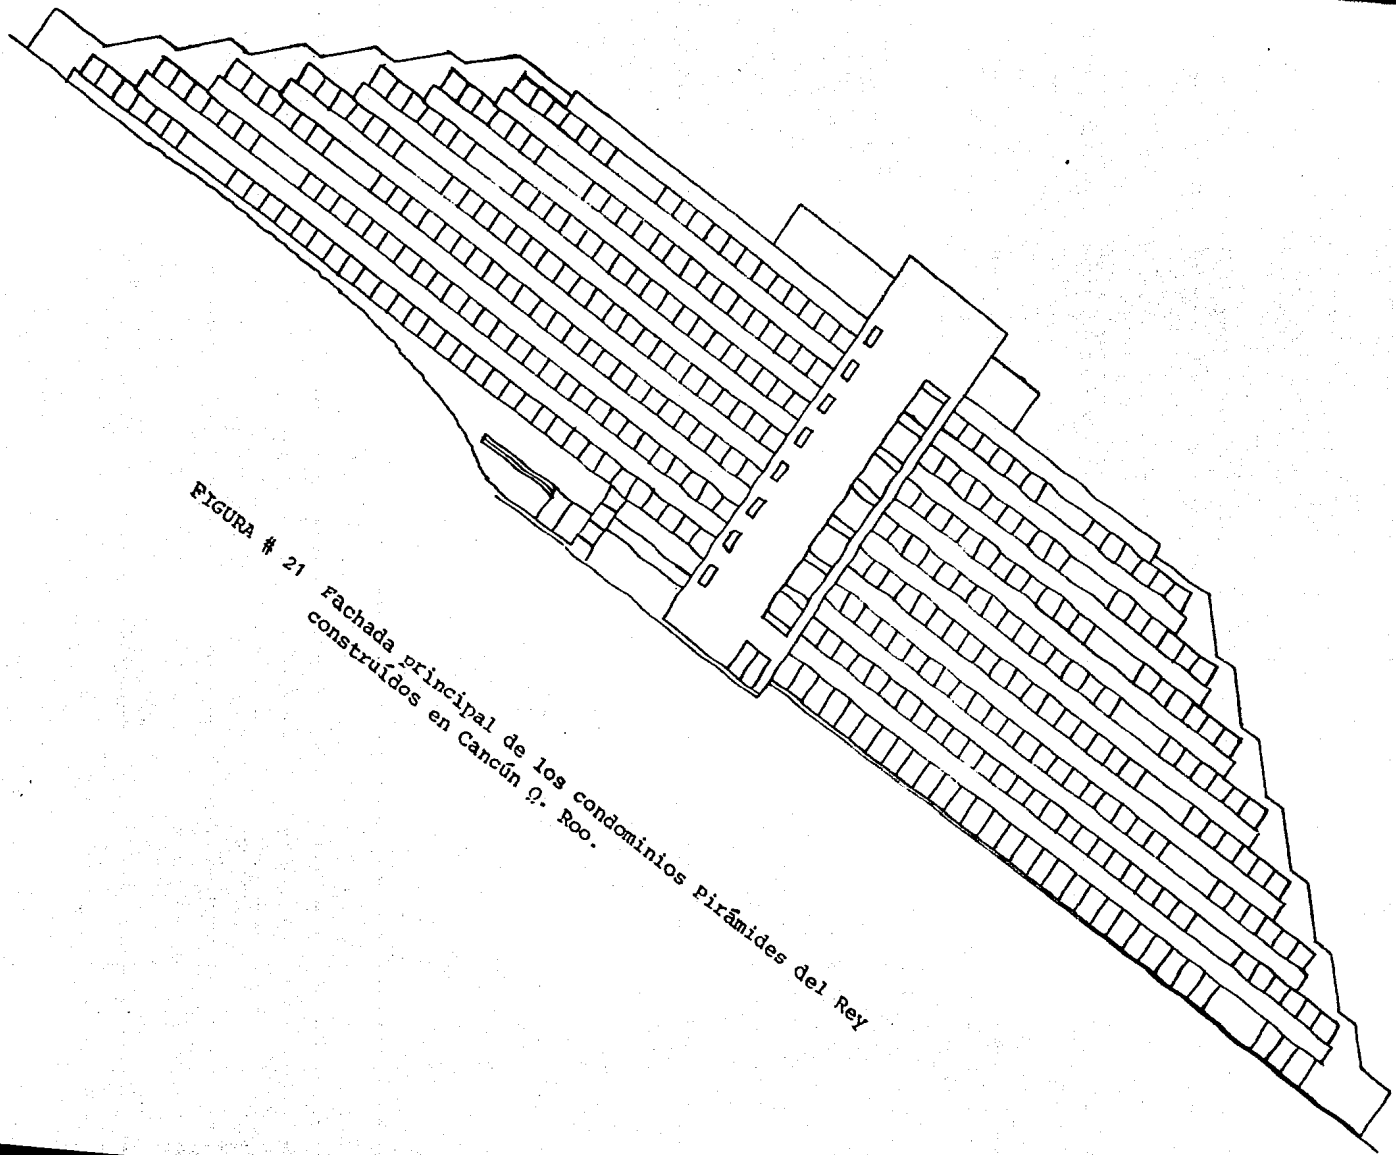 FIGURA # 21 Fachada principal de los condominios Pirámides del Rey
construídos en Cancún Q. Roo.